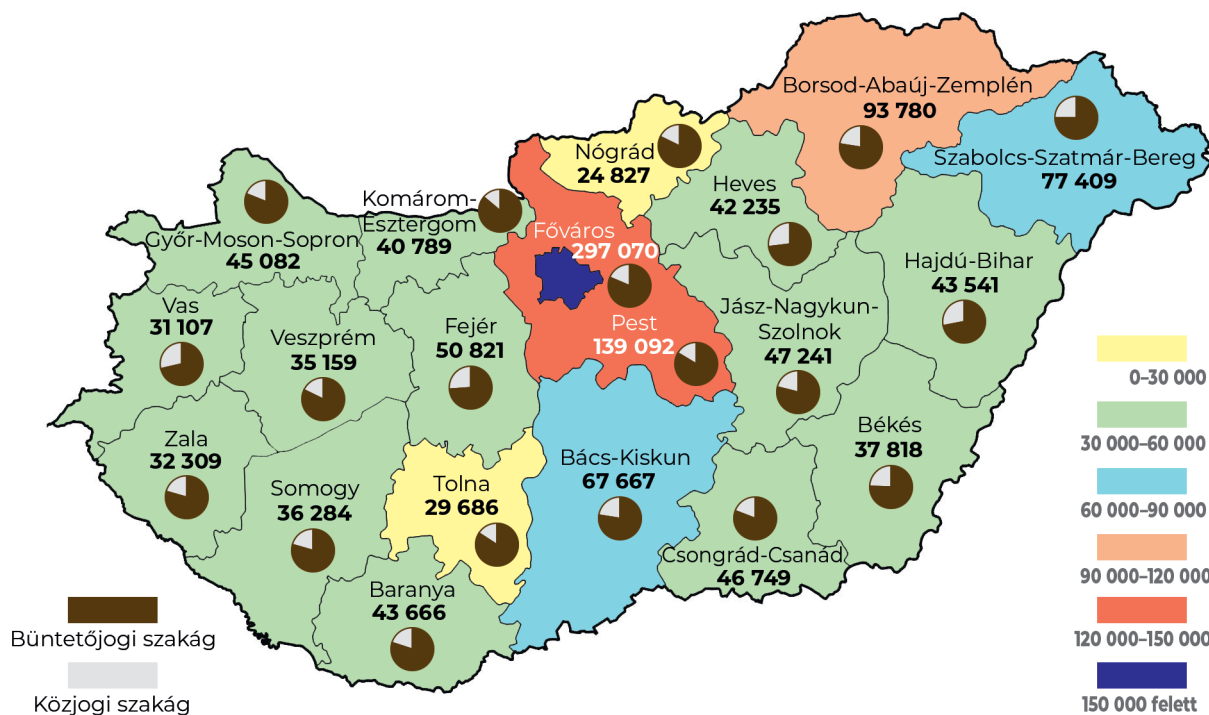 Borsod-Abaúj-Zemplén
93 780
Nógrád
24 827
Szabolcs-Szatmár-Bereg
77 409
Heves
42 235
Komárom-
Esztergom
40 789
Győr-Moson-Sopron
45 082
Főváros
297 070
Hajdú-Bihar
43 541
Vas
31 107
Veszprém
35 159
Fejér
50 821
Pest
139 092
Jász-Nagykun-
Szolnok
47 241
Zala
32 309
Somogy
36 284
Tolna
29 686
Bács-Kiskun
67 667
Békés
37 818
Csongrád-Csanád
46 749
Baranya
43 666
Büntetőjogi szakág
Közjogi szakág
0–30 000
30 000–60 000
60 000–90 000
90 000–120 000
120 000–150 000
150 000 felett